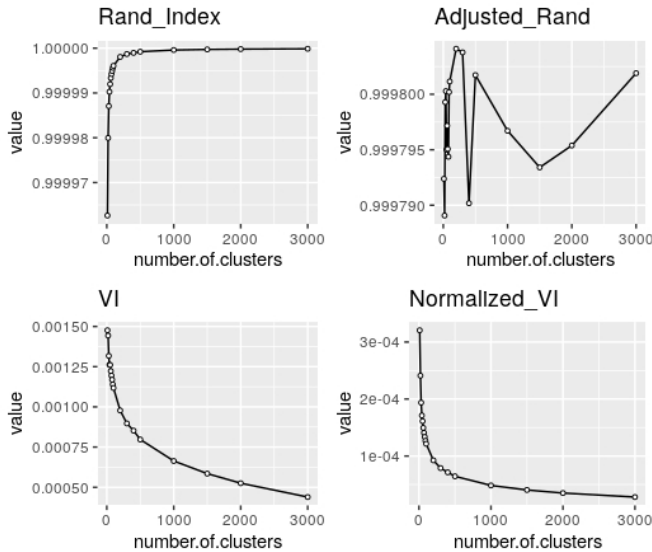 Rand_Index
value
1.00000
0.99999
0.99998
0.99997
0
1000
2000
3000
number.of.clusters
Adjusted_Rand
value
0.999800
0.999795
0.999790
0
1000
2000
3000
number.of.clusters
VI
value
0.00150
0.00125
0.00100
0.00075
0.00050
0
1000
2000
3000
number.of.clusters
Normalized_VI
value
3e-04
2e-04
1e-04
0
1000
2000
3000
number.of.clusters